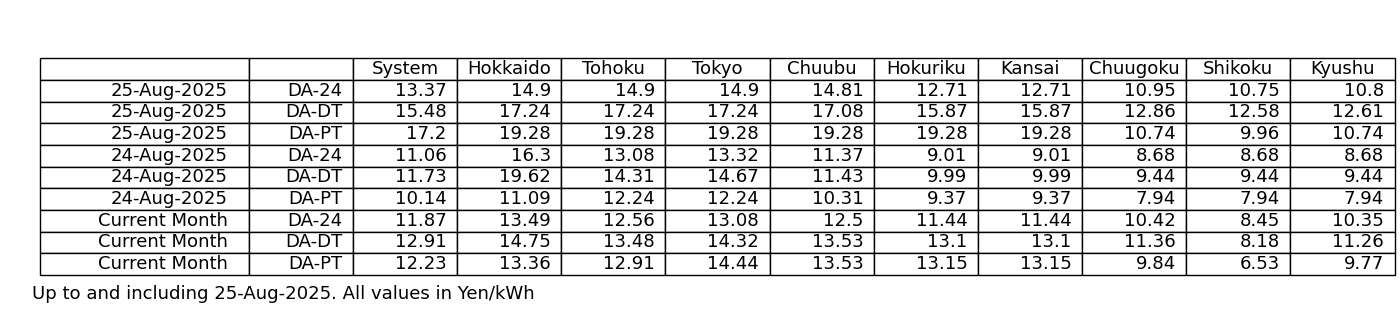 System Hokkaido Tohoku Tokyo Chuubu Hokuriku Kansai Chuugoku Shikoku Kyushu
25-Aug-2025 DA-24 13.37 14.9 14.9 14.9 14.81 12.71 12.71 10.95 10.75 10.8
25-Aug-2025 DA-DT 15.48 17.24 17.24 17.24 17.08 15.87 15.87 12.86 12.58 12.61
25-Aug-2025 DA-PT 17.2 19.28 19.28 19.28 19.28 19.28 19.28 10.74 9.96 10.74
24-Aug-2025 DA-24 11.06 16.3 13.08 13.32 11.37 9.01 9.01 8.68 8.68 8.68
24-Aug-2025 DA-DT 11.73 19.62 14.31 14.67 11.43 9.99 9.99 9.44 9.44 9.44
24-Aug-2025 DA-PT 10.14 11.09 12.24 12.24 10.31 9.37 9.37 7.94 7.94 7.94
Current Month DA-24 11.87 13.49 12.56 13.08 12.5 11.44 11.44 10.42 8.45 10.35
Current Month DA-DT 12.91 14.75 13.48 14.32 13.53 13.1 13.1 11.36 8.18 11.26
Current Month DA-PT 12.23 13.36 12.91 14.44 13.53 13.15 13.15 9.84 6.53 9.77
Up to and including 25-Aug-2025. All values in Yen/kWh